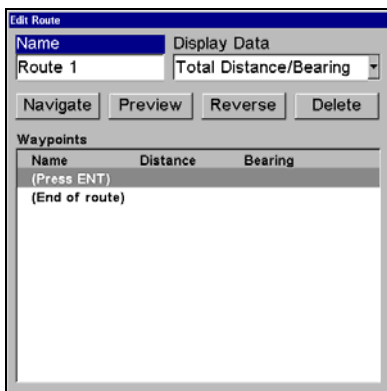 Edit Route
Name Display Data
Route 1 Total Distance/Bearing
Navigate Preview Reverse Delete
Waypoints
Name Distance Bearing
(Press ENT)
(End of route)